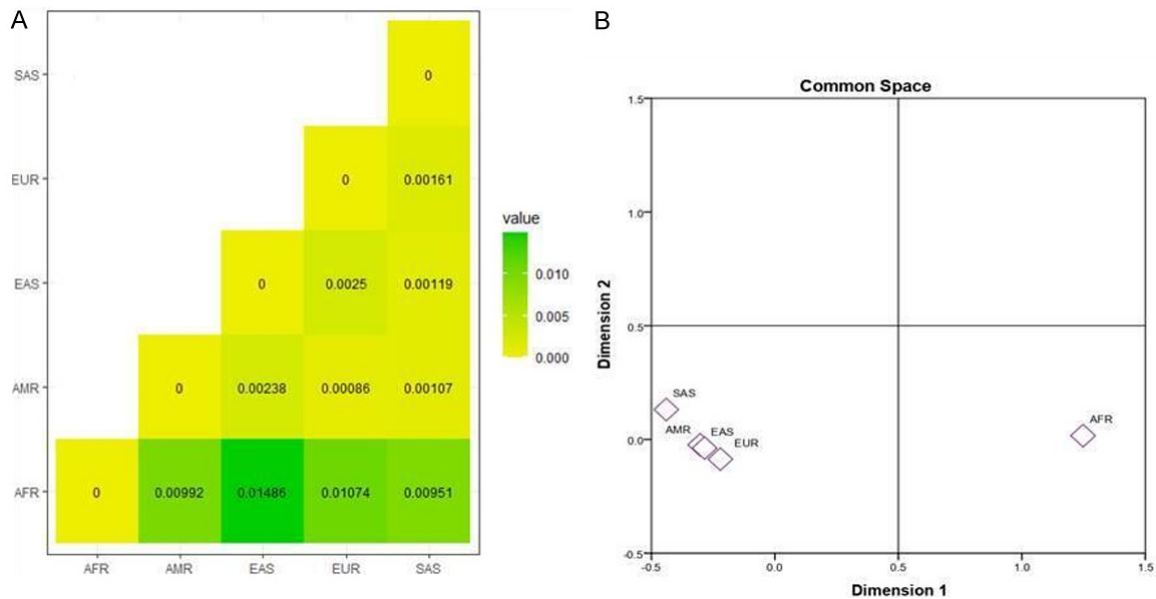 A
SAS
0
EUR
0
0.00161
EAS
0
0.0025
0.00119
AMR
0
0.00238
0.00086
0.00107
AFR
0
0.00992
0.01486
0.01074
0.00951
AFR
AMR
EAS
EUR
SAS
value
0.010
0.005
0.000
B
Common Space
Dimension 2
1.5
1.0
0.5
0.0
-0.5
SAS
AMR
EAS
EUR
AFR
-0.5
0.0
0.5
1.0
1.5
Dimension 1